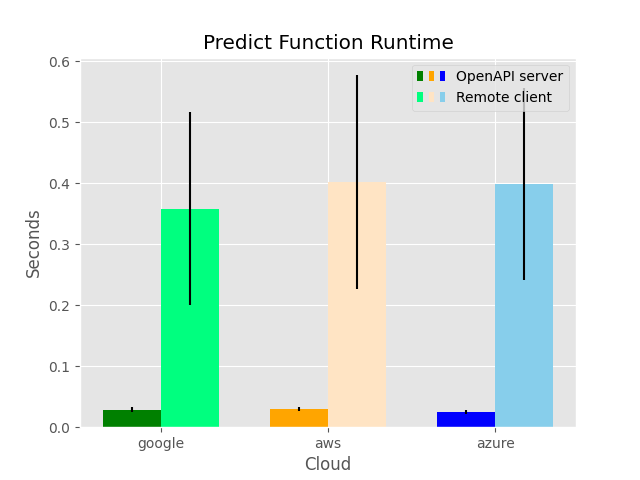 Predict Function Runtime
OpenAPI server
Remote client
0.6
0.5
0.4
0.3
0.2
0.1
0.0
Seconds
google
aws
azure
Cloud